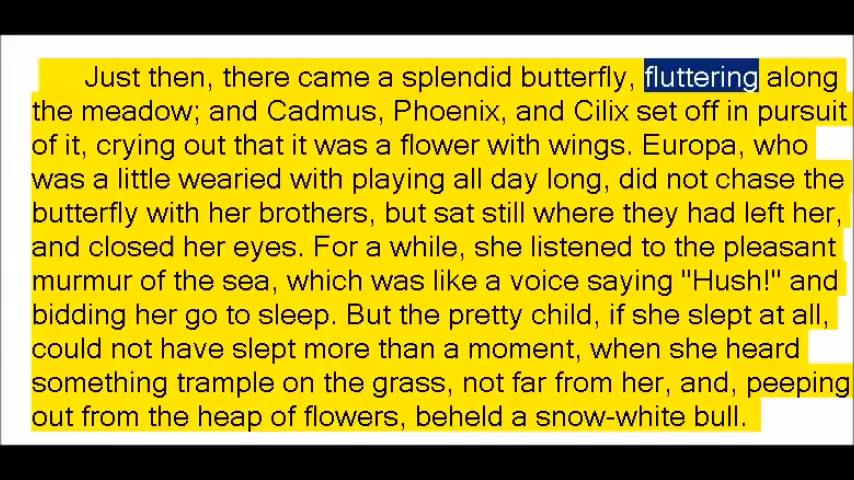 Just then, there came a splendid butterfly, fluttering along
the meadow; and Cadmus, Phoenix, and Cilix set off in pursuit
of it, crying out that it was a flower with wings. Europa, who
was a little wearied with playing all day long, did not chase the
butterfly with her brothers, but sat still where they had left her,
and closed her eyes. For a while, she listened to the pleasant
murmur of the sea, which was like a voice saying "Hush!" and
bidding her go to sleep. But the pretty child, if she slept at all,
could not have slept more than a moment, when she heard
something trample on the grass, not far from her, and, peeping
out from the heap of flowers, beheld a snow-white bull.